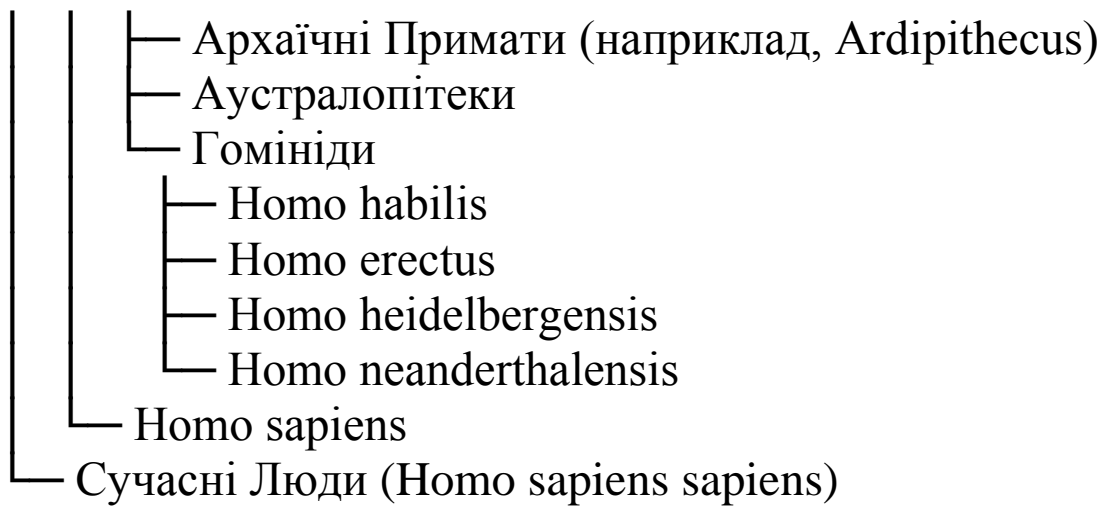 Архаїчні Примати (наприклад, Ardipithecus)
Аустралопітеки
Гомініди
Homo habilis
Homo erectus
Homo heidelbergensis
Homo neanderthalensis
Homo sapiens
Сучасні Люди (Homo sapiens sapiens)